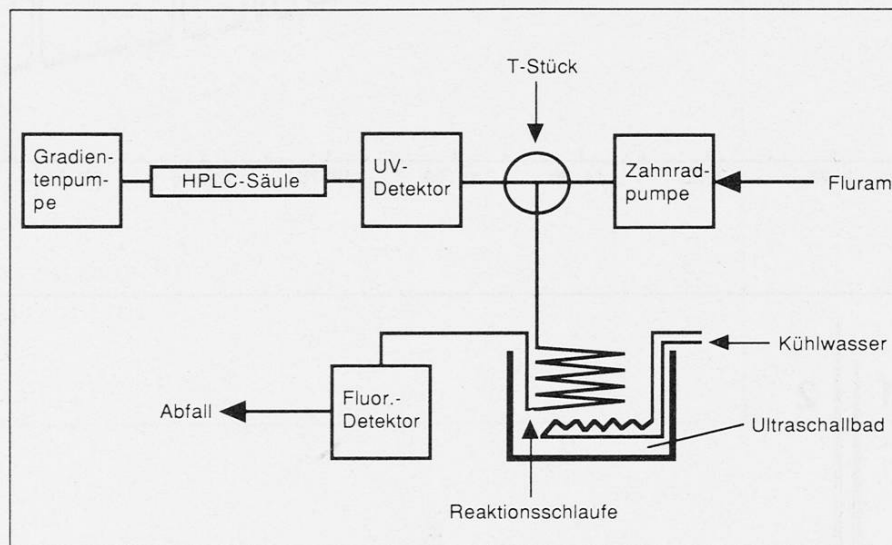 T-Stück
Gradien-
tenpum-
pe
HPLC-Säule
UV-
Detektor
Zahnrad-
pumpe
Fluram
Kühlwasser
Fluor.-
Detektor
Abfall
Ultraschallbad
Reaktionsschlaufe